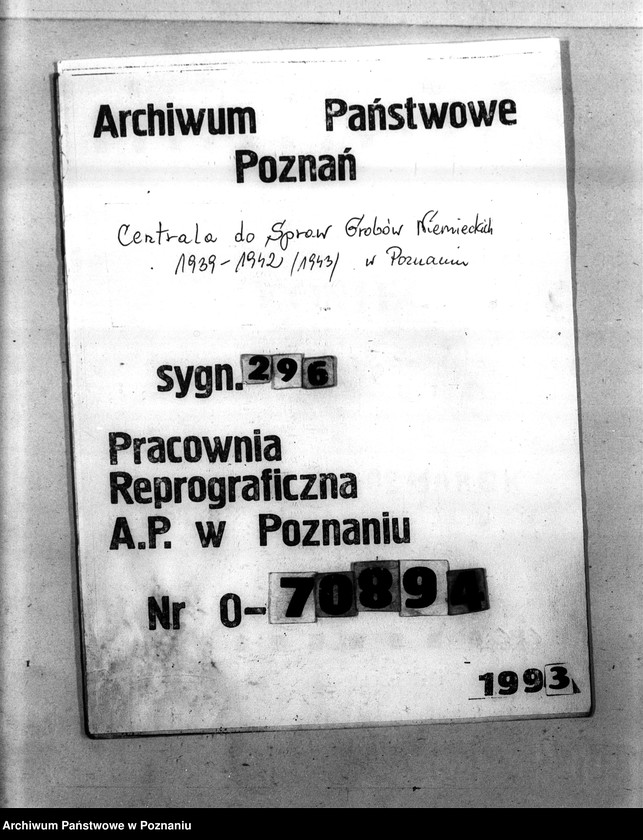 Archiwum Państwowe
Poznań
Centrala do Spraw Grobów Niemieckich
1939-1942 /1943/ w Poznaniu
sygn. 296
Pracownia
Reprograficzna
A.P. w Poznaniu
Nr 0-70894
1993
Archiwum Państwowe w Poznaniu